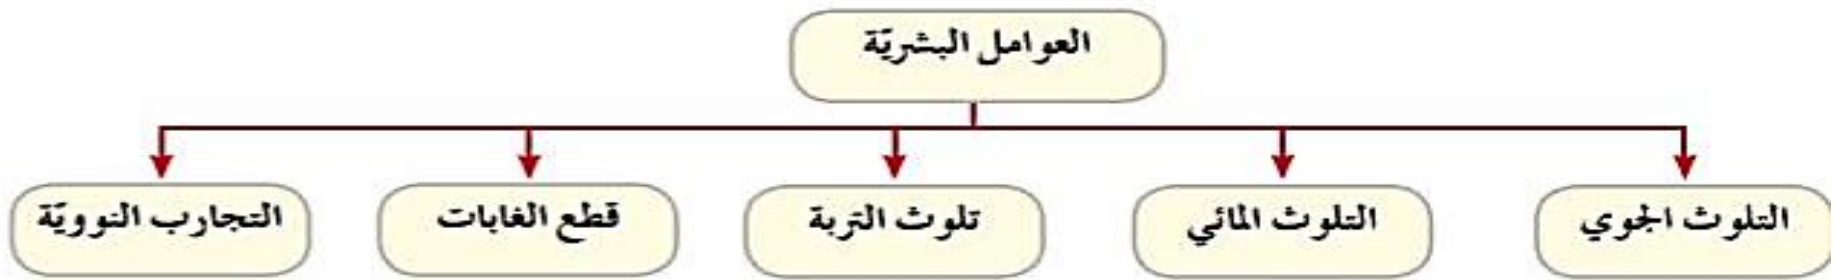 العوامل البشريّة
التلوث الجوي
التلوث المائي
تلوث التربة
قطع الغابات
التجارب النوويّة